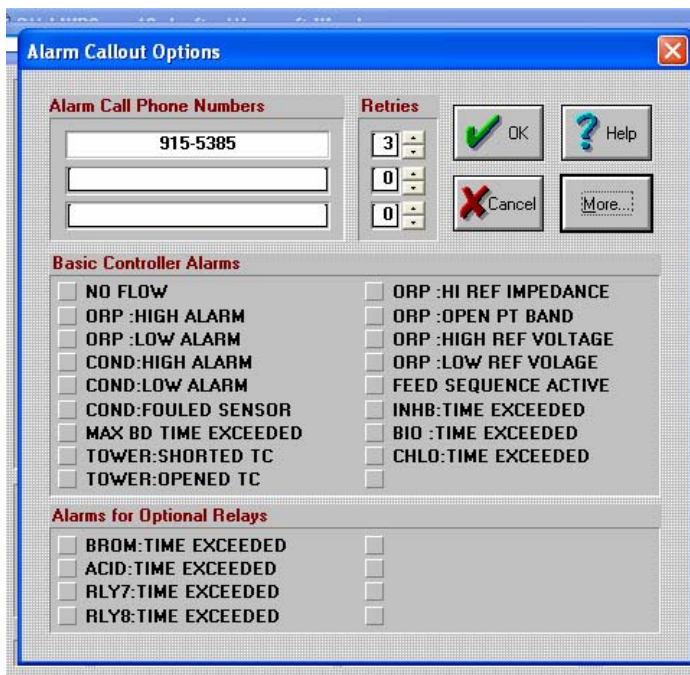 Alarm Callout Options
Alarm Call Phone Numbers
Retries
915-5385
3
0
0
OK
Help
Cancel
More...
Basic Controller Alarms
NO FLOW
ORP :HIGH ALARM
ORP :LOW ALARM
COND:HIGH ALARM
COND:LOW ALARM
COND:FOULED SENSOR
MAX BD TIME EXCEEDED
TOWER:SHORTED TC
TOWER:OPENED TC
ORP :HI REF IMPEDANCE
ORP :OPEN PT BAND
ORP :HIGH REF VOLTAGE
ORP :LOW REF VOLAGE
FEED SEQUENCE ACTIVE
INHB:TIME EXCEEDED
BIO :TIME EXCEEDED
CHLO:TIME EXCEEDED
Alarms for Optional Relays
BROM:TIME EXCEEDED
ACID:TIME EXCEEDED
RLY7:TIME EXCEEDED
RLY8:TIME EXCEEDED